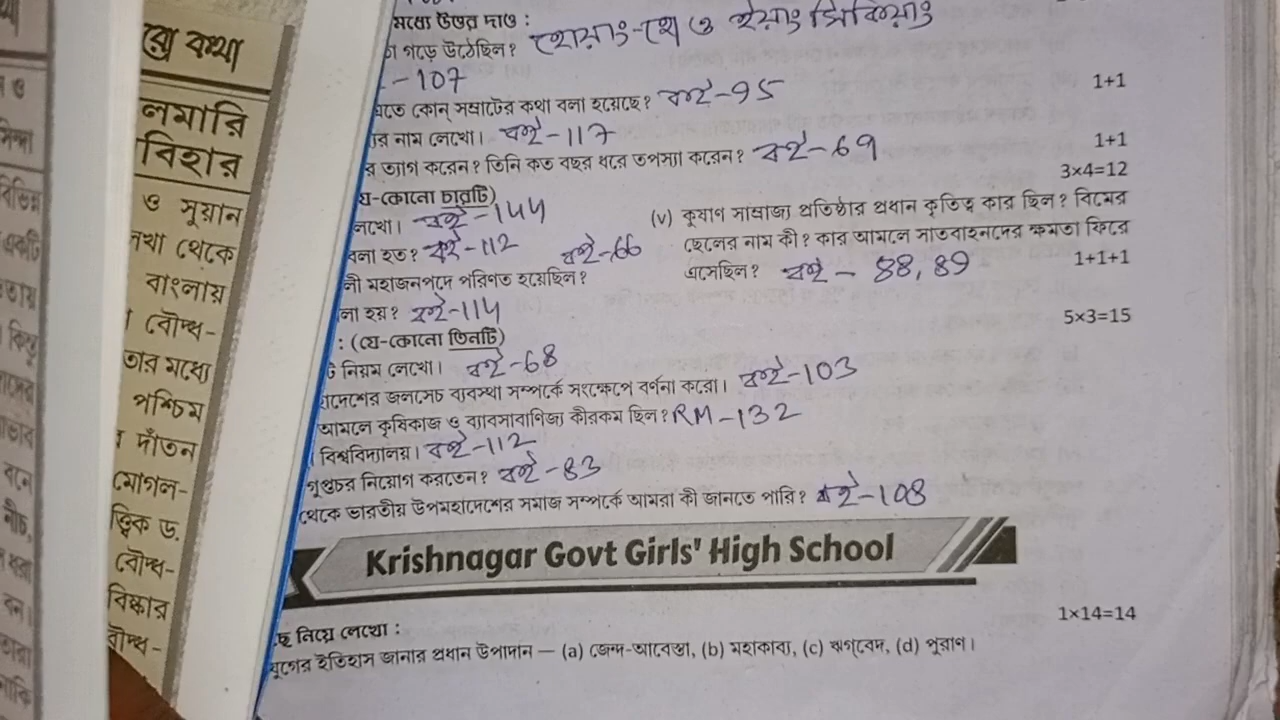 রো কথা
লমারি
বিহার
ও সুয়ান
নখা থেকে
বাংলায়
বৌদ্ধ-
তার মধ্যে
পশ্চিম
দাঁতন
মোগল-
ত্ত্বিক ড.
বৌদ্ধ-
বিষ্কার
বৌদ্ধ-
মধ্যে উত্তর দাও :
গড়ে উঠেছিল? হোয়াং-হো ও ইয়াং সিকিয়াং
-107
কোন্ সম্রাটের কথা বলা হয়েছে? বই-95 1+1
র নাম লেখো। বই-117
র ত্যাগ করেন? তিনি কত বছর ধরে তপস্যা করেন? বই-69 1+1
য-কোনো চারটি) 3×4=12
লেখো। বই-144
বলা হত? বই-112 বই-66
নী মহাজনপদে পরিণত হয়েছিল?
না হয়? বই-114
(v) কুষাণ সাম্রাজ্য প্রতিষ্ঠার প্রধান কৃতিত্ব কার ছিল? বিমের
ছেলের নাম কী? কার আমলে সাতবাহনদের ক্ষমতা ফিরে
এসেছিল? বই – 88, 89 1+1+1
: (যে-কোনো তিনটি) 5×3=15
টি নিয়ম লেখো। বই-68
হাদেশের জলসেচ ব্যবস্থা সম্পর্কে সংক্ষেপে বর্ণনা করো। বই-103
আমলে কৃষিকাজ ও ব্যাবসাবাণিজ্য কীরকম ছিল? RM-132
বিশ্ববিদ্যালয়। বই-112
গুপ্তচর নিয়োগ করতেন? বই-83
থেকে ভারতীয় উপমহাদেশের সমাজ সম্পর্কে আমরা কী জানতে পারি? বই-108
Krishnagar Govt Girls' High School
ছে নিয়ে লেখো : 1×14=14
যুগের ইতিহাস জানার প্রধান উপাদান — (a) জেন্দ-আবেস্তা, (b) মহাকাব্য, (c) ঋগ্‌বেদ, (d) পুরাণ।